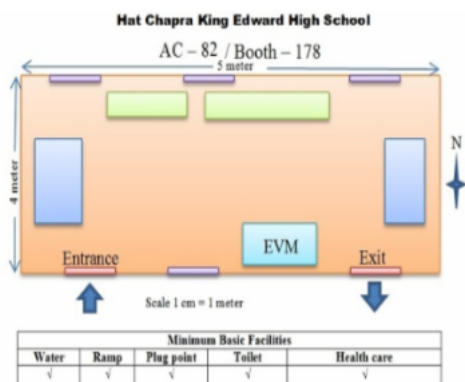 Hat Chapra King Edward High School
AC – 82 / Booth – 178
5 meter
4 meter
N
EVM
Entrance
Exit
Scale 1 cm = 1 meter
Minimum Basic Facilities
Water Ramp Plug point Toilet Health care
√ √ √ √ √